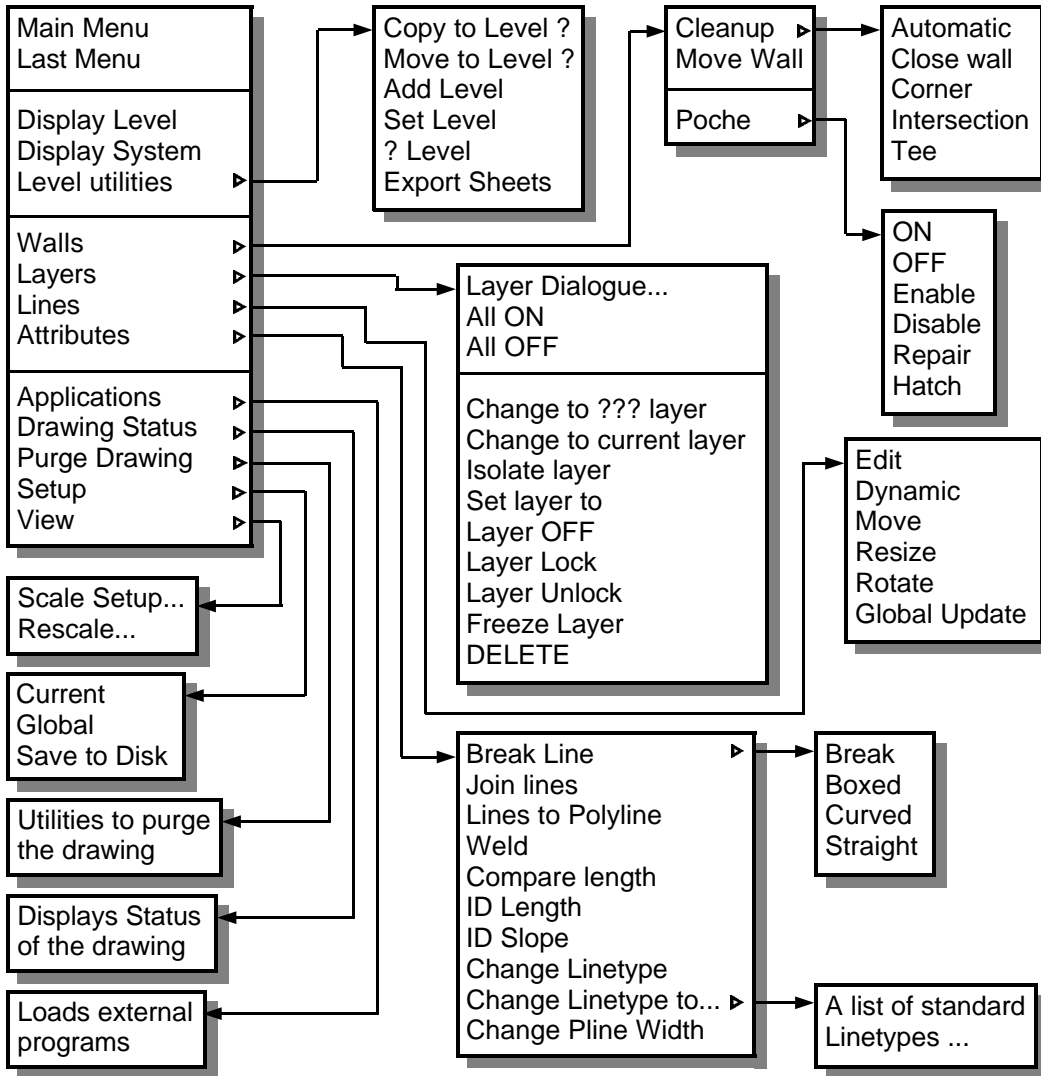 Main Menu
Last Menu
Display Level
Display System
Level utilities
Walls
Layers
Lines
Attributes
Applications
Drawing Status
Purge Drawing
Setup
View
Copy to Level ?
Move to Level ?
Add Level
Set Level
? Level
Export Sheets
Cleanup
Move Wall
Poche
Automatic
Close wall
Corner
Intersection
Tee
ON
OFF
Enable
Disable
Repair
Hatch
Layer Dialogue...
All ON
All OFF
Change to ??? layer
Change to current layer
Isolate layer
Set layer to
Layer OFF
Layer Lock
Layer Unlock
Freeze Layer
DELETE
Edit
Dynamic
Move
Resize
Rotate
Global Update
Scale Setup...
Rescale...
Current
Global
Save to Disk
Utilities to purge
the drawing
Displays Status
of the drawing
Loads external
programs
Break Line
Join lines
Lines to Polyline
Weld
Compare length
ID Length
ID Slope
Change Linetype
Change Linetype to...
Change Pline Width
Break
Boxed
Curved
Straight
A list of standard
Linetypes ...